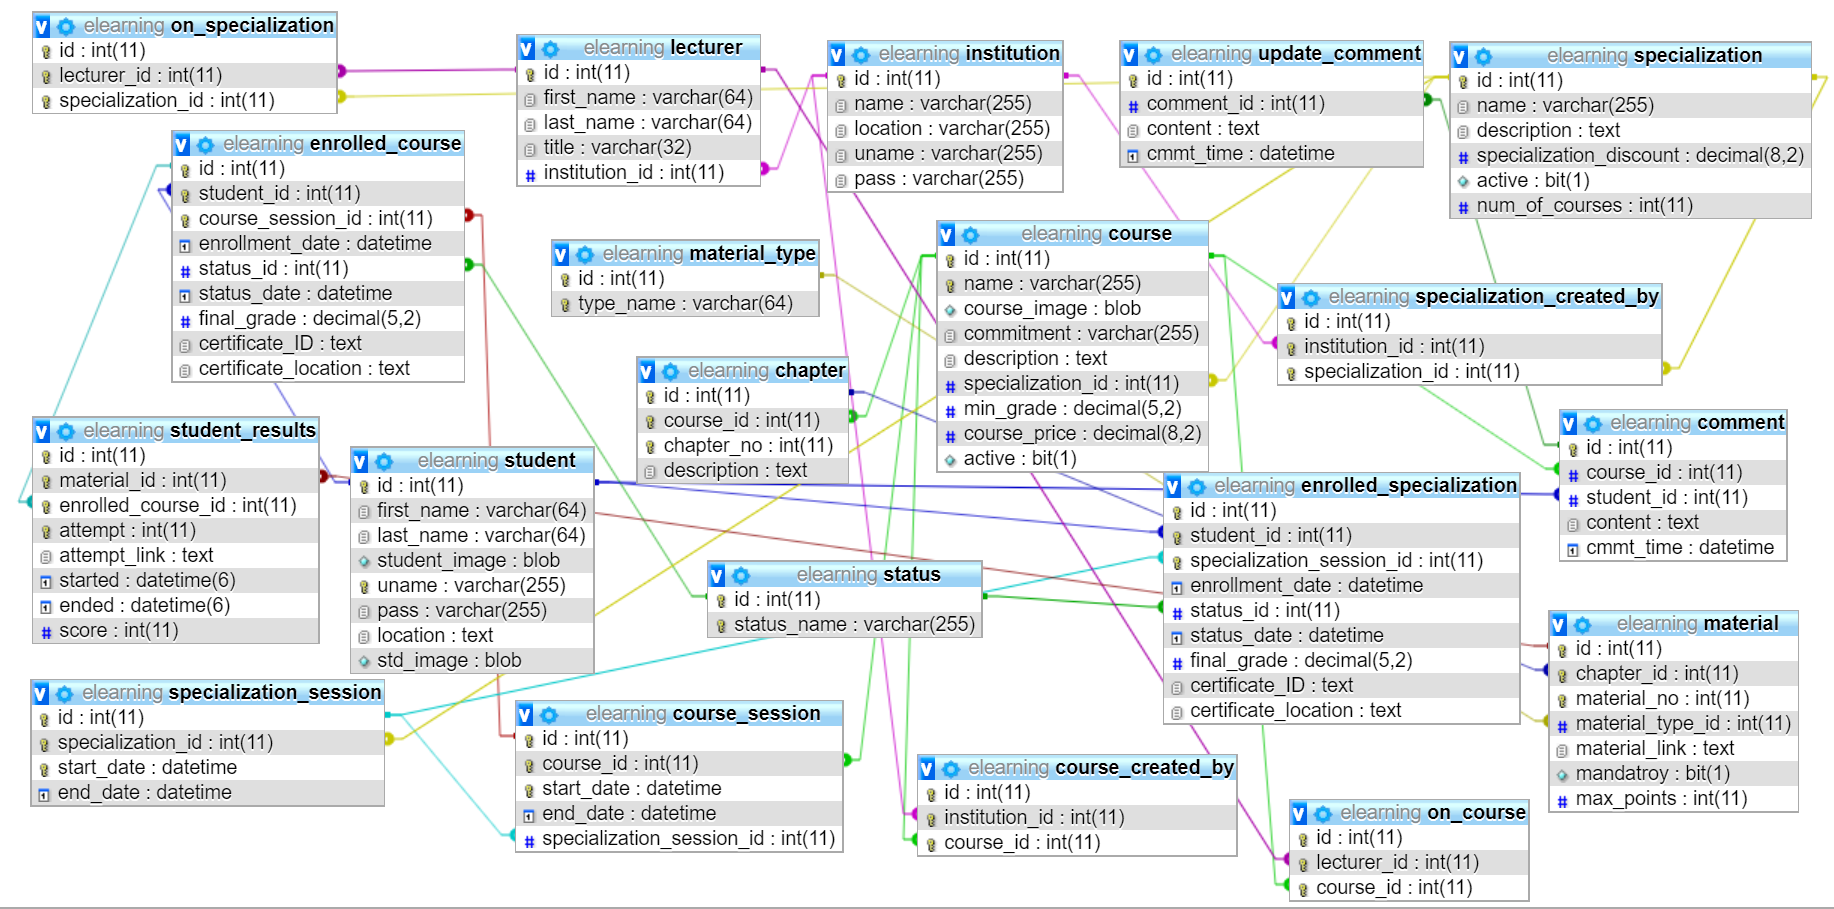 elearning on_specialization
id : int(11)
lecturer_id : int(11)
specialization_id : int(11)
elearning lecturer
id : int(11)
first_name : varchar(64)
last_name : varchar(64)
title : varchar(32)
institution_id : int(11)
elearning institution
id : int(11)
name : varchar(255)
location : varchar(255)
uname : varchar(255)
pass : varchar(255)
elearning update_comment
id : int(11)
comment_id : int(11)
content : text
cmmt_time : datetime
elearning specialization
id : int(11)
name : varchar(255)
description : text
specialization_discount : decimal(8,2)
active : bit(1)
num_of_courses : int(11)
elearning enrolled_course
id : int(11)
student_id : int(11)
course_session_id : int(11)
enrollment_date : datetime
status_id : int(11)
status_date : datetime
final_grade : decimal(5,2)
certificate_ID : text
certificate_location : text
elearning material_type
id : int(11)
type_name : varchar(64)
elearning course
id : int(11)
name : varchar(255)
course_image : blob
commitment : varchar(255)
description : text
specialization_id : int(11)
min_grade : decimal(5,2)
course_price : decimal(8,2)
active : bit(1)
elearning specialization_created_by
id : int(11)
institution_id : int(11)
specialization_id : int(11)
elearning chapter
id : int(11)
course_id : int(11)
chapter_no : int(11)
description : text
elearning student_results
id : int(11)
material_id : int(11)
enrolled_course_id : int(11)
attempt : int(11)
attempt_link : text
started : datetime(6)
ended : datetime(6)
score : int(11)
elearning student
id : int(11)
first_name : varchar(64)
last_name : varchar(64)
student_image : blob
uname : varchar(255)
pass : varchar(255)
location : text
std_image : blob
elearning comment
id : int(11)
course_id : int(11)
student_id : int(11)
content : text
cmmt_time : datetime
elearning enrolled_specialization
id : int(11)
student_id : int(11)
specialization_session_id : int(11)
enrollment_date : datetime
status_id : int(11)
status_date : datetime
final_grade : decimal(5,2)
certificate_ID : text
certificate_location : text
elearning status
id : int(11)
status_name : varchar(255)
elearning material
id : int(11)
chapter_id : int(11)
material_no : int(11)
material_type_id : int(11)
material_link : text
mandatroy : bit(1)
max_points : int(11)
elearning specialization_session
id : int(11)
specialization_id : int(11)
start_date : datetime
end_date : datetime
elearning course_session
id : int(11)
course_id : int(11)
start_date : datetime
end_date : datetime
specialization_session_id : int(11)
elearning course_created_by
id : int(11)
institution_id : int(11)
course_id : int(11)
elearning on_course
id : int(11)
lecturer_id : int(11)
course_id : int(11)